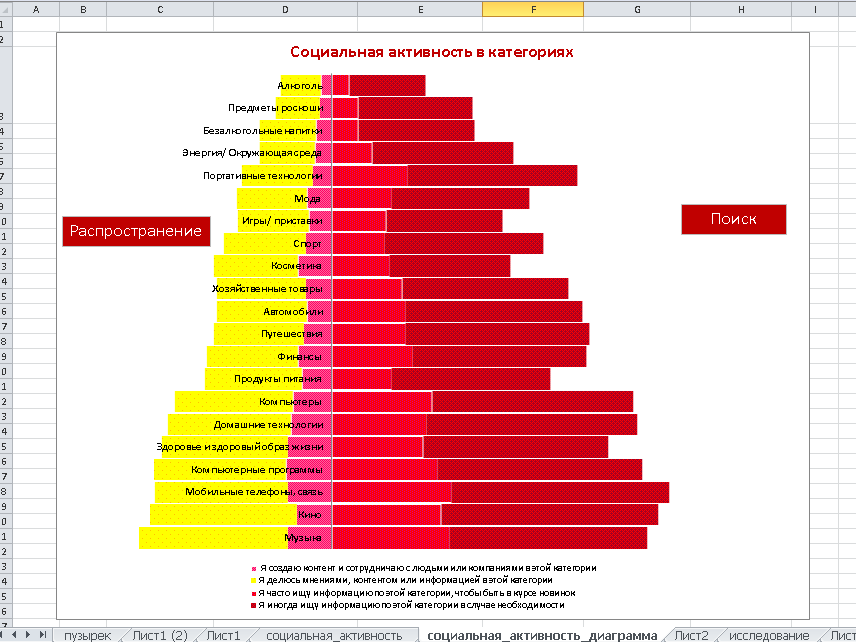 A B C D E F G H I
Социальная активность в категориях
Алкоголь
Предметы роскоши
Безалкогольные напитки
Энергия/ Окружающая среда
Портативные технологии
Мода
Игры/ приставки
Распространение
Поиск
Спорт
Косметика
Хозяйственные товары
Автомобили
Путешествия
Финансы
Продукты питания
Компьютеры
Домашние технологии
Здоровье и здоровый образ жизни
Компьютерные программы
Мобильные телефоны, связь
Кино
Музыка
Я создаю контент и сотрудничаю с людьми или компаниями в этой категории
Я делюсь мнениями, контентом или информацией в этой категории
Я часто ищу информацию по этой категории, чтобы быть в курсе новинок
Я иногда ищу информацию по этой категории в случае необходимости
пузырек Лист1 (2) Лист1 социальная_активность социальная_активность_диаграмма Лист2 исследование Лист